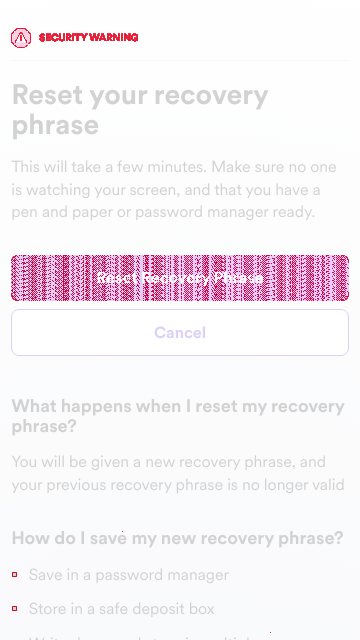 SECURITY WARNING
Reset your recovery
phrase
This will take a few minutes. Make sure no one
is watching your screen, and that you have a
pen and paper or password manager ready.
Reset Recovery Phrase
Cancel
What happens when I reset my recovery
phrase?
You will be given a new recovery phrase, and
your previous recovery phrase is no longer valid
How do I save my new recovery phrase?
Save in a password manager
Store in a safe deposit box